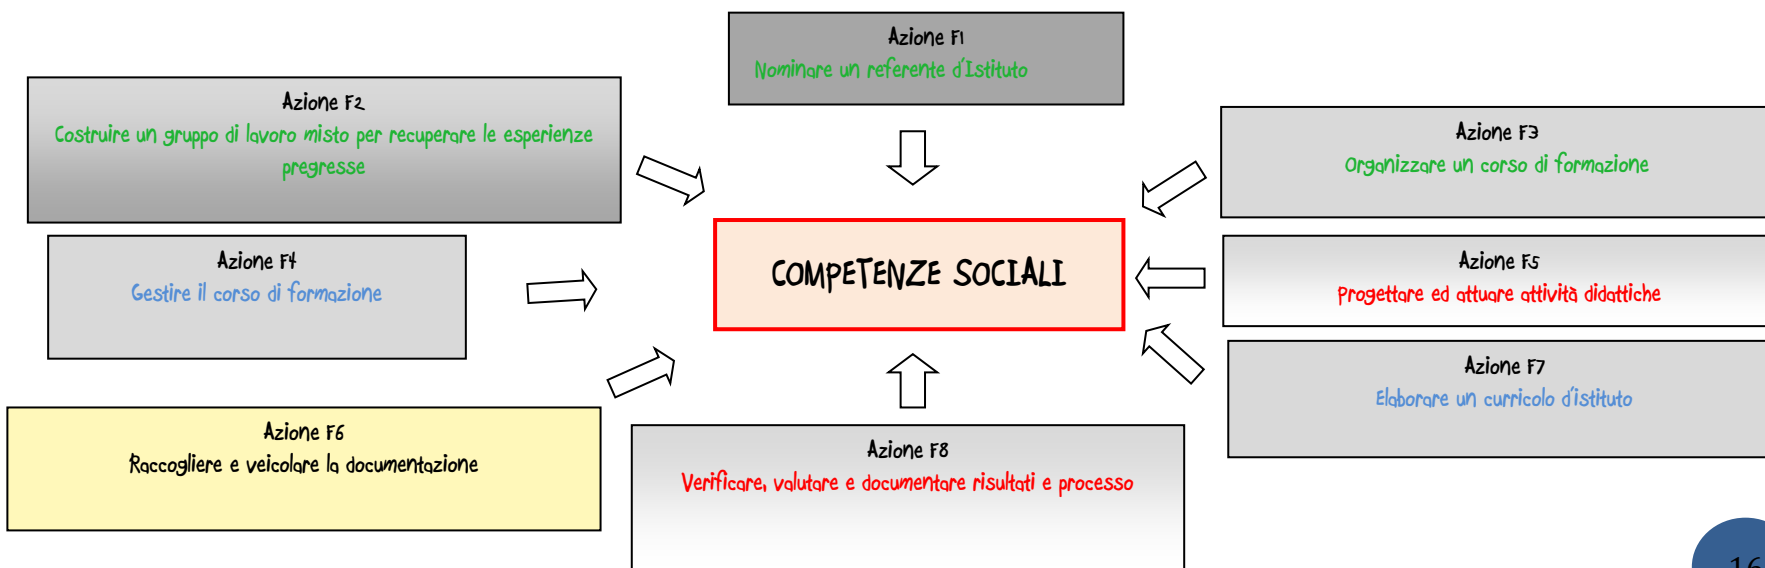 Azione F1
Nominare un referente d'Istituto
Azione F2
Costruire un gruppo di lavoro misto per recuperare le esperienze
pregresse
Azione F3
Organizzare un corso di formazione
Azione F4
Gestire il corso di formazione
COMPETENZE SOCIALI
Azione F5
Progettare ed attuare attività didattiche
Azione F7
Elaborare un curricolo d'istituto
Azione F6
Raccogliere e veicolare la documentazione
Azione F8
Verificare, valutare e documentare risultati e processo
16